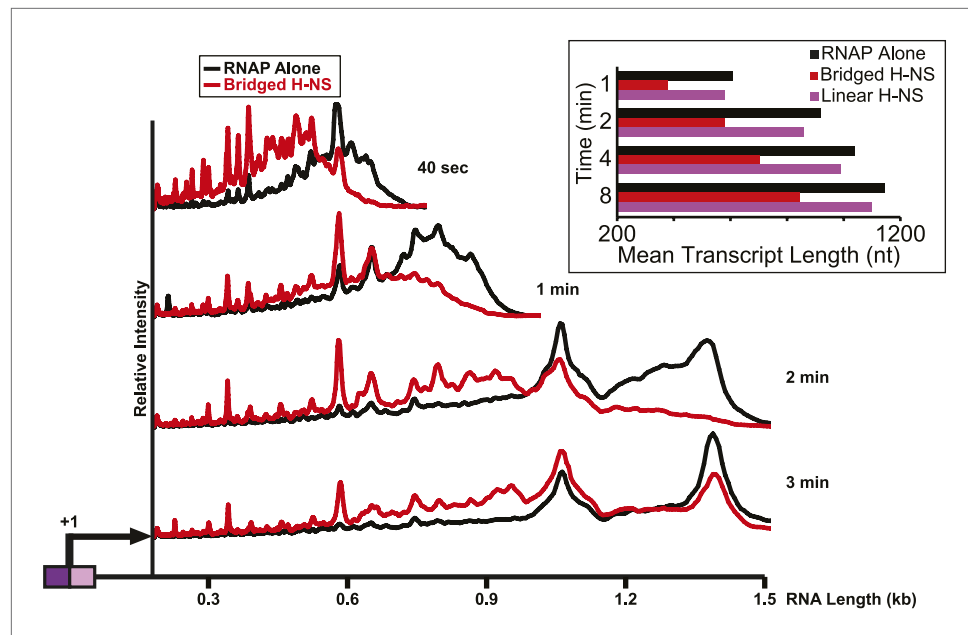 RNAP Alone
Bridged H-NS
40 sec
1 min
2 min
3 min
Relative Intensity
+1
0.3 0.6 0.9 1.2 1.5
RNA Length (kb)
RNAP Alone
Bridged H-NS
Linear H-NS
Time (min)
1
2
4
8
200 1200
Mean Transcript Length (nt)